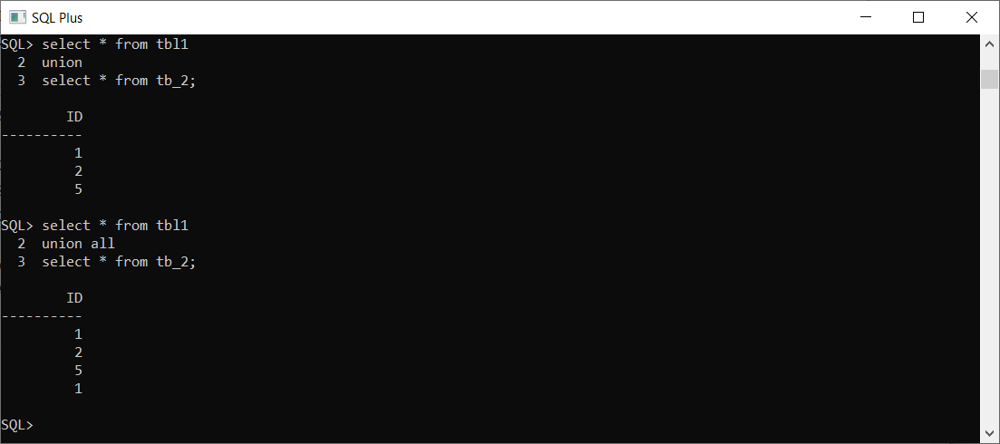 SQL Plus
SQL> select * from tbl1
  2  union
  3  select * from tb_2;
        ID
----------
         1
         2
         5
SQL> select * from tbl1
  2  union all
  3  select * from tb_2;
        ID
----------
         1
         2
         5
         1
SQL>